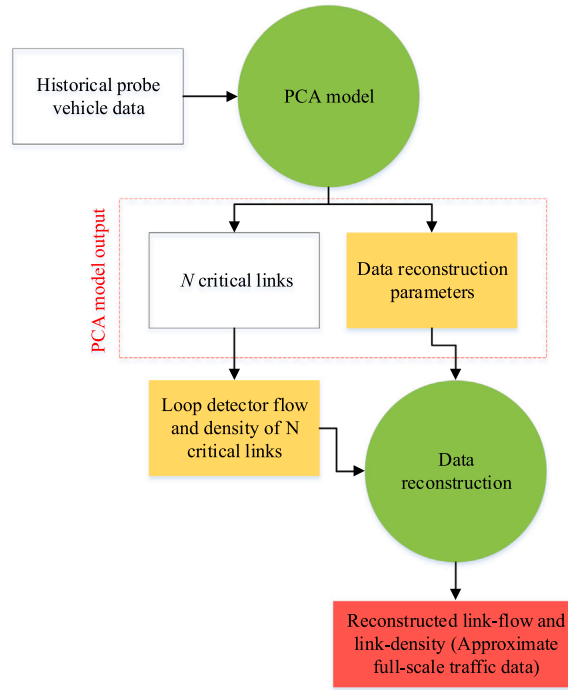 Historical probe
vehicle data
PCA model
PCA model output
N critical links
Data reconstruction
parameters
Loop detector flow
and density of N
critical links
Data
reconstruction
Reconstructed link-flow and
link-density (Approximate
full-scale traffic data)